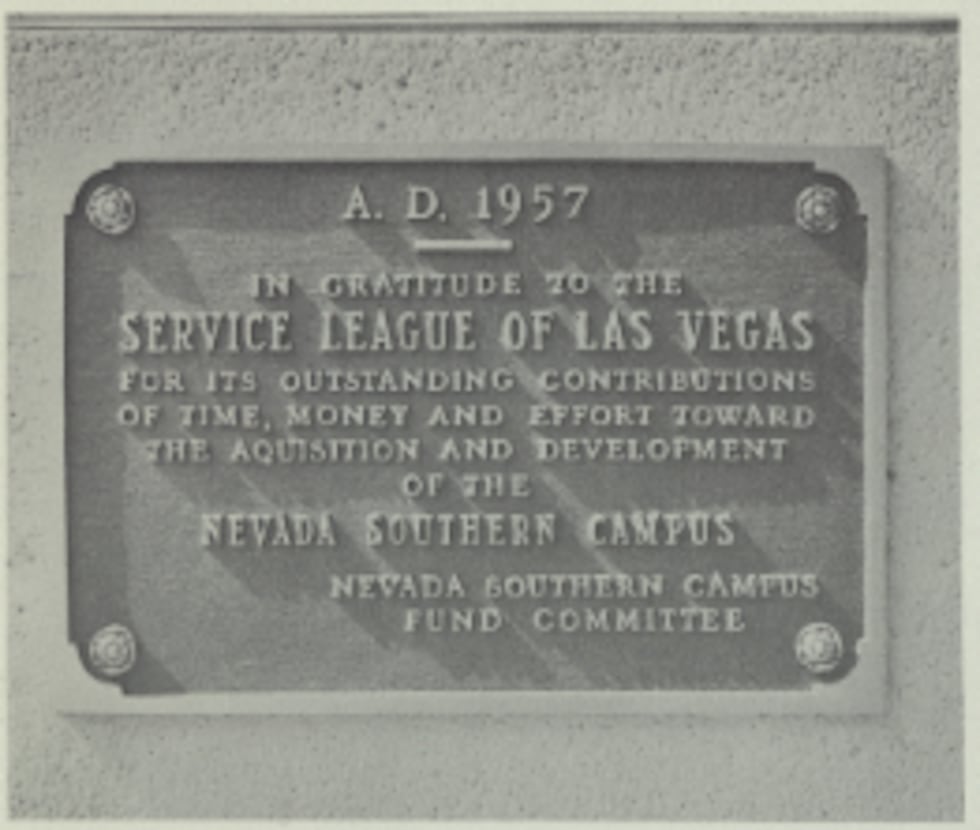 A. D. 1957
IN GRATITUDE TO THE
SERVICE LEAGUE OF LAS VEGAS
FOR ITS OUTSTANDING CONTRIBUTIONS
OF TIME, MONEY AND EFFORT TOWARD
THE AQUISITION AND DEVELOPMENT
OF THE
NEVADA SOUTHERN CAMPUS
NEVADA SOUTHERN CAMPUS
FUND COMMITTEE